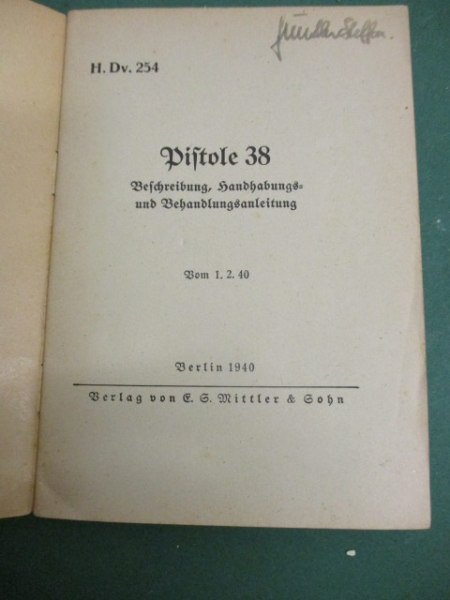 H. Dv. 254
Piſtole 38
Beſchreibung, Handhabungs-
und Behandlungsanleitung
Vom 1. 2. 40
Berlin 1940
Verlag von E. S. Mittler & Sohn